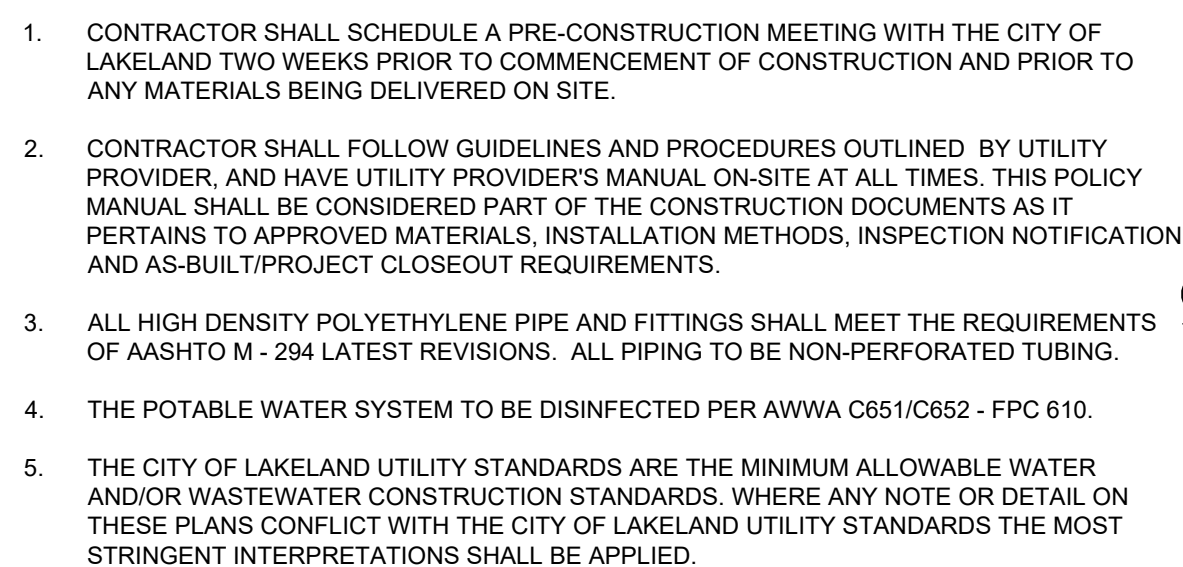 1. CONTRACTOR SHALL SCHEDULE A PRE-CONSTRUCTION MEETING WITH THE CITY OF
LAKELAND TWO WEEKS PRIOR TO COMMENCEMENT OF CONSTRUCTION AND PRIOR TO
ANY MATERIALS BEING DELIVERED ON SITE.
2. CONTRACTOR SHALL FOLLOW GUIDELINES AND PROCEDURES OUTLINED  BY UTILITY
PROVIDER, AND HAVE UTILITY PROVIDER'S MANUAL ON-SITE AT ALL TIMES. THIS POLICY
MANUAL SHALL BE CONSIDERED PART OF THE CONSTRUCTION DOCUMENTS AS IT
PERTAINS TO APPROVED MATERIALS, INSTALLATION METHODS, INSPECTION NOTIFICATION
AND AS-BUILT/PROJECT CLOSEOUT REQUIREMENTS.
3. ALL HIGH DENSITY POLYETHYLENE PIPE AND FITTINGS SHALL MEET THE REQUIREMENTS
OF AASHTO M - 294 LATEST REVISIONS.  ALL PIPING TO BE NON-PERFORATED TUBING.
4. THE POTABLE WATER SYSTEM TO BE DISINFECTED PER AWWA C651/C652 - FPC 610.
5. THE CITY OF LAKELAND UTILITY STANDARDS ARE THE MINIMUM ALLOWABLE WATER
AND/OR WASTEWATER CONSTRUCTION STANDARDS. WHERE ANY NOTE OR DETAIL ON
THESE PLANS CONFLICT WITH THE CITY OF LAKELAND UTILITY STANDARDS THE MOST
STRINGENT INTERPRETATIONS SHALL BE APPLIED.